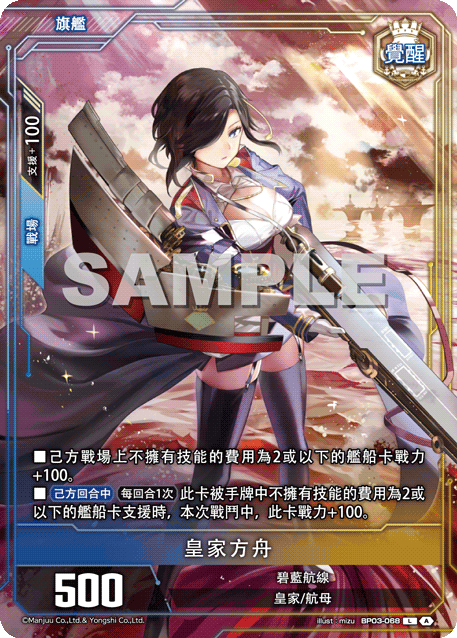 旗艦
覺醒
支援+100
戰場
SAMPLE
■己方戰場上不擁有技能的費用為2或以下的艦船卡戰力
+100。
■己方回合中 每回合1次 此卡被手牌中不擁有技能的費用為2或
以下的艦船卡支援時，本次戰鬥中，此卡戰力+100。
皇家方舟
500
碧藍航線
皇家/航母
©Manjuu Co.,Ltd.& Yongshi Co.,Ltd.
illust : mizu BP03-068 L A